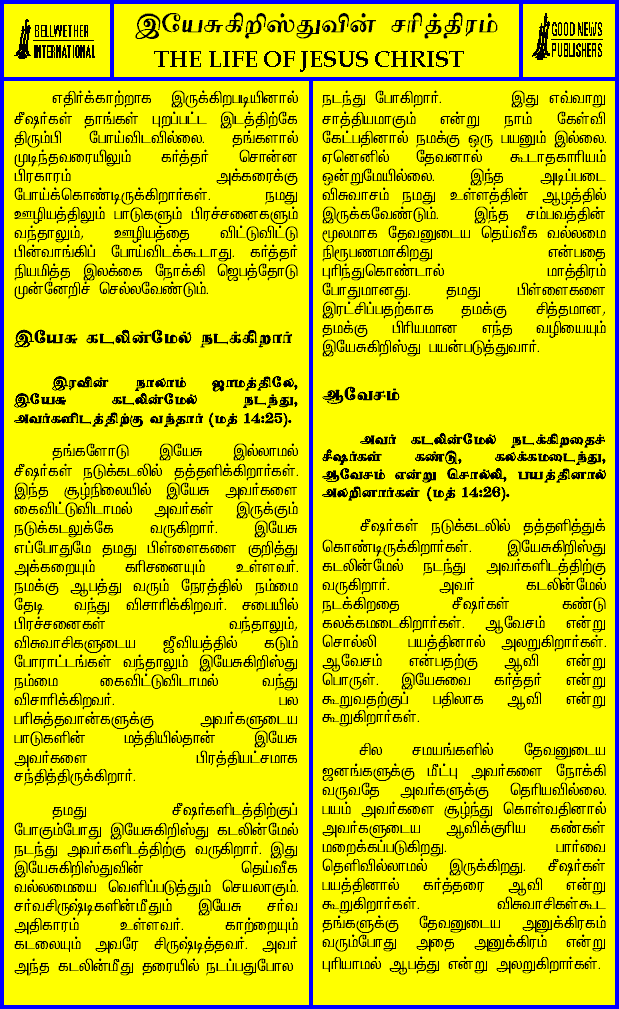 BELLWETHER
INTERNATIONAL
இயேசுகிறிஸ்துவின் சரித்திரம்
THE LIFE OF JESUS CHRIST
GOOD NEWS
PUBLISHERS
எதிர்க்காற்றாக இருக்கிறபடியினால்
சீஷர்கள் தாங்கள் புறப்பட்ட இடத்திற்கே
திரும்பி போய்விடவில்லை. தங்களால்
முடிந்தவரையிலும் கர்த்தர் சொன்ன
பிரகாரம் அக்கரைக்கு
போய்க்கொண்டிருக்கிறார்கள். நமது
ஊழியத்திலும் பாடுகளும் பிரச்சனைகளும்
வந்தாலும், ஊழியத்தை விட்டுவிட்டு
பின்வாங்கிப் போய்விடக்கூடாது. கர்த்தர்
நியமித்த இலக்கை நோக்கி ஜெபத்தோடு
முன்னேறிச் செல்லவேண்டும்.
இயேசு கடலின்மேல் நடக்கிறார்
இரவின் நாலாம் ஜாமத்திலே,
இயேசு கடலின்மேல் நடந்து,
அவர்களிடத்திற்கு வந்தார் (மத் 14:25).
தங்களோடு இயேசு இல்லாமல்
சீஷர்கள் நடுக்கடலில் தத்தளிக்கிறார்கள்.
இந்த சூழ்நிலையில் இயேசு அவர்களை
கைவிட்டுவிடாமல் அவர்கள் இருக்கும்
நடுக்கடலுக்கே வருகிறார். இயேசு
எப்போதுமே தமது பிள்ளைகளை குறித்து
அக்கறையும் கரிசனையும் உள்ளவர்.
நமக்கு ஆபத்து வரும் நேரத்தில் நம்மை
தேடி வந்து விசாரிக்கிறவர். சபையில்
பிரச்சனைகள் வந்தாலும்,
விசுவாசிகளுடைய ஜீவியத்தில் கடும்
போராட்டங்கள் வந்தாலும் இயேசுகிறிஸ்து
நம்மை கைவிட்டுவிடாமல் வந்து
விசாரிக்கிறவர். பல
பரிசுத்தவான்களுக்கு அவர்களுடைய
பாடுகளின் மத்தியில்தான் இயேசு
அவர்களை பிரத்தியட்சமாக
சந்தித்திருக்கிறார்.
தமது சீஷர்களிடத்திற்குப்
போகும்போது இயேசுகிறிஸ்து கடலின்மேல்
நடந்து அவர்களிடத்திற்கு வருகிறார். இது
இயேசுகிறிஸ்துவின் தெய்வீக
வல்லமையை வெளிப்படுத்தும் செயலாகும்.
சர்வசிருஷ்டிகளின்மீதும் இயேசு சர்வ
அதிகாரம் உள்ளவர். காற்றையும்
கடலையும் அவரே சிருஷ்டித்தவர். அவர்
அந்த கடலின்மீது தரையில் நடப்பதுபோல
நடந்து போகிறார். இது எவ்வாறு
சாத்தியமாகும் என்று நாம் கேள்வி
கேட்பதினால் நமக்கு ஒரு பயனும் இல்லை.
ஏனெனில் தேவனால் கூடாதகாரியம்
ஒன்றுமேயில்லை. இந்த அடிப்படை
விசுவாசம் நமது உள்ளத்தின் ஆழத்தில்
இருக்கவேண்டும். இந்த சம்பவத்தின்
மூலமாக தேவனுடைய தெய்வீக வல்லமை
நிரூபணமாகிறது என்பதை
புரிந்துகொண்டால் மாத்திரம்
போதுமானது. தமது பிள்ளைகளை
இரட்சிப்பதற்காக தமக்கு சித்தமான,
தமக்கு பிரியமான எந்த வழியையும்
இயேசுகிறிஸ்து பயன்படுத்துவார்.
ஆவேசம்
அவர் கடலின்மேல் நடக்கிறதைச்
சீஷர்கள் கண்டு, கலக்கமடைந்து,
ஆவேசம் என்று சொல்லி, பயத்தினால்
அலறினார்கள் (மத் 14:26).
சீஷர்கள் நடுக்கடலில் தத்தளித்துக்
கொண்டிருக்கிறார்கள். இயேசுகிறிஸ்து
கடலின்மேல் நடந்து அவர்களிடத்திற்கு
வருகிறார். அவர் கடலின்மேல்
நடக்கிறதை சீஷர்கள் கண்டு
கலக்கமடைகிறார்கள். ஆவேசம் என்று
சொல்லி பயத்தினால் அலறுகிறார்கள்.
ஆவேசம் என்பதற்கு ஆவி என்று
பொருள். இயேசுவை கர்த்தர் என்று
கூறுவதற்குப் பதிலாக ஆவி என்று
கூறுகிறார்கள்.
சில சமயங்களில் தேவனுடைய
ஜனங்களுக்கு மீட்பு அவர்களை நோக்கி
வருவதே அவர்களுக்கு தெரியவில்லை.
பயம் அவர்களை சூழ்ந்து கொள்வதினால்
அவர்களுடைய ஆவிக்குரிய கண்கள்
மறைக்கப்படுகிறது. பார்வை
தெளிவில்லாமல் இருக்கிறது. சீஷர்கள்
பயத்தினால் கர்த்தரை ஆவி என்று
கூறுகிறார்கள். விசுவாசிகள்கூட
தங்களுக்கு தேவனுடைய அனுக்கிரகம்
வரும்போது அதை அனுக்கிரம் என்று
புரியாமல் ஆபத்து என்று அலறுகிறார்கள்.